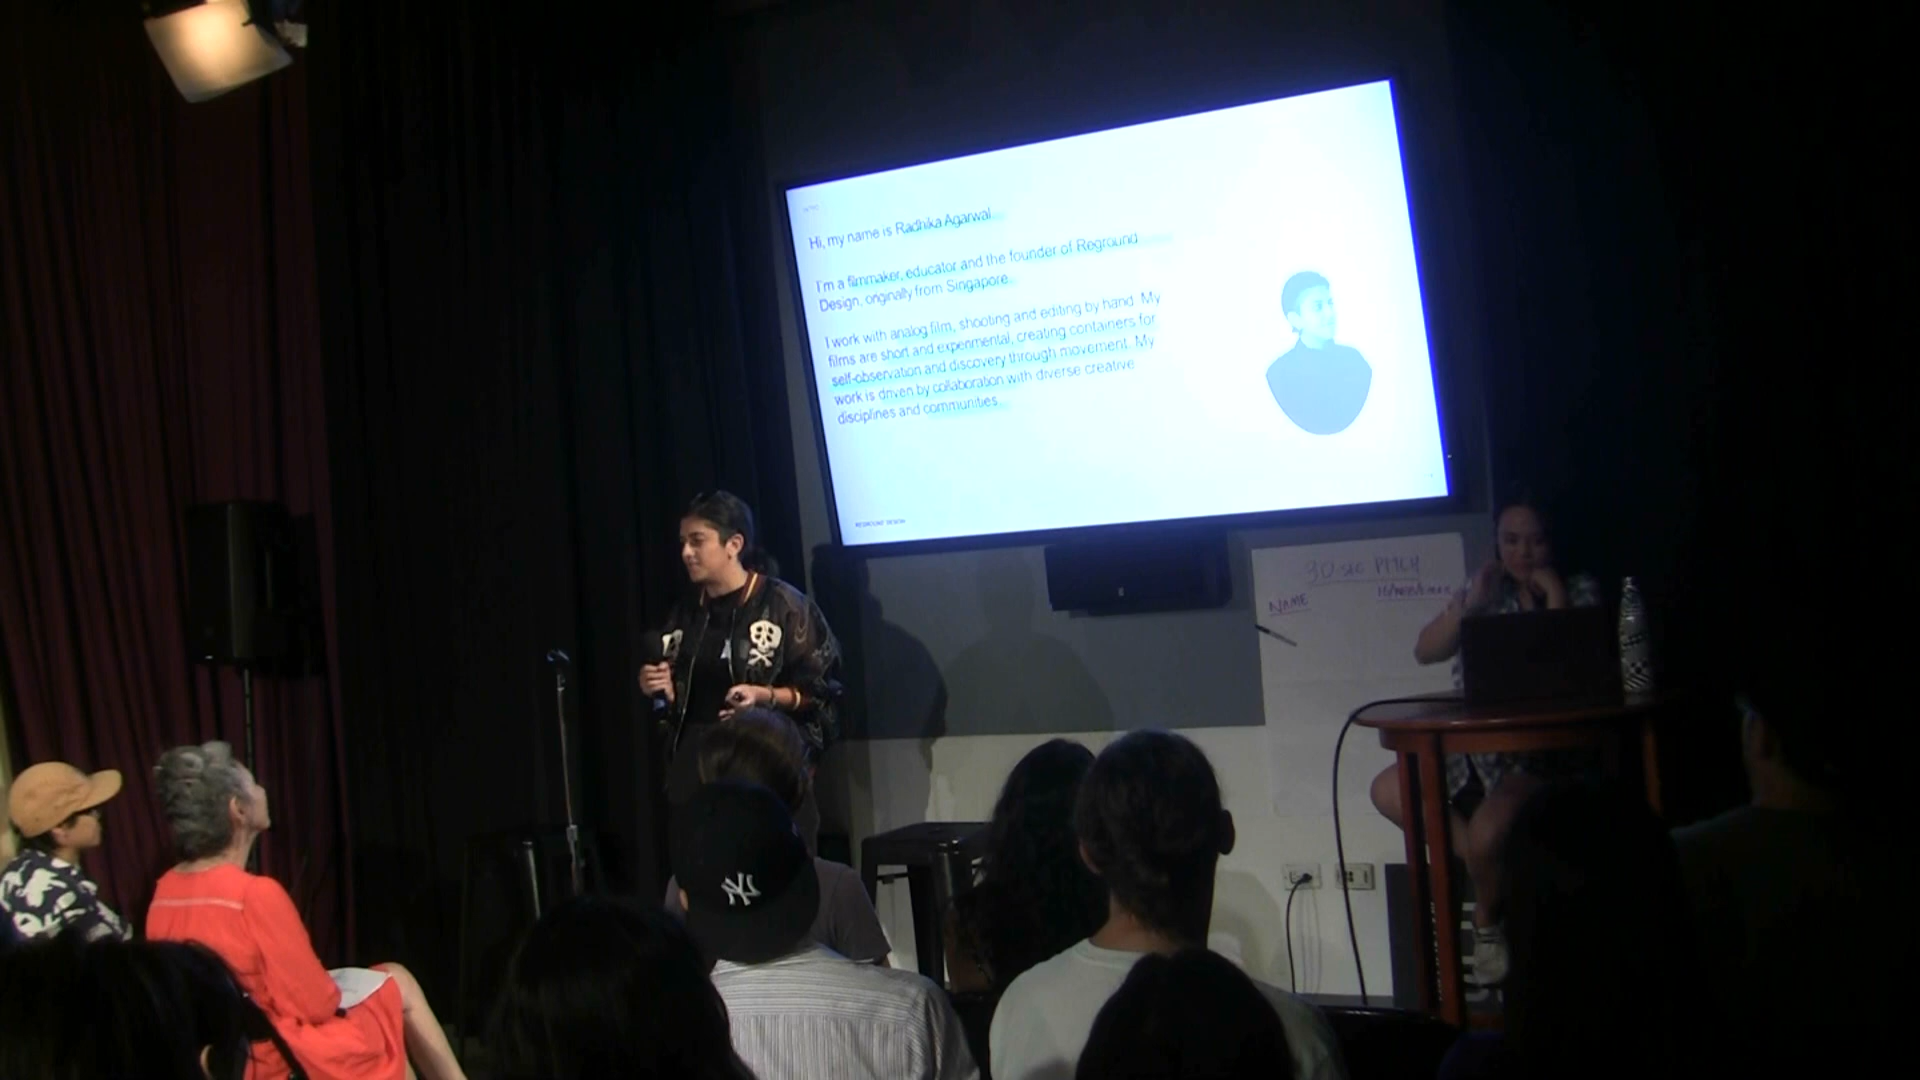 INTRO
Hi, my name is Radhika Agarwal
I'm a filmmaker, educator and the founder of Reground
Design, originally from Singapore.
I work with analog film, shooting and editing by hand. My
films are short and experimental, creating containers for
self-observation and discovery through movement. My
work is driven by collaboration with diverse creative
disciplines and communities.
REGROUND DESIGN
30 SEC PITCH
NAME
NY